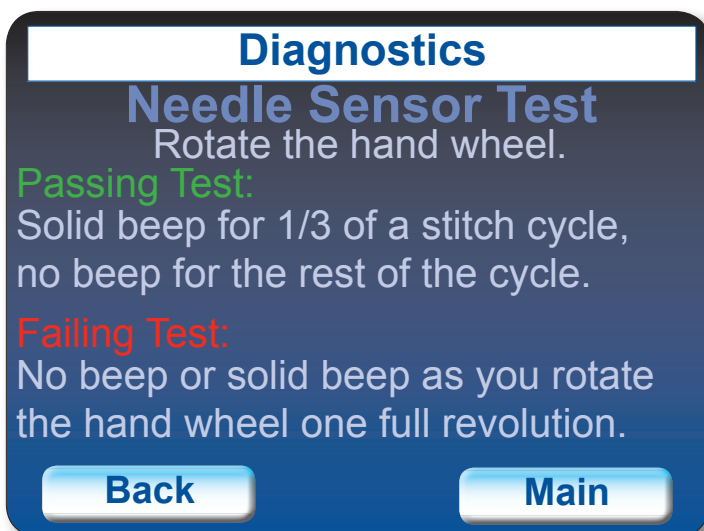 Diagnostics
Needle Sensor Test
Rotate the hand wheel.
Passing Test:
Solid beep for 1/3 of a stitch cycle,
no beep for the rest of the cycle.
Failing Test:
No beep or solid beep as you rotate
the hand wheel one full revolution.
Back
Main